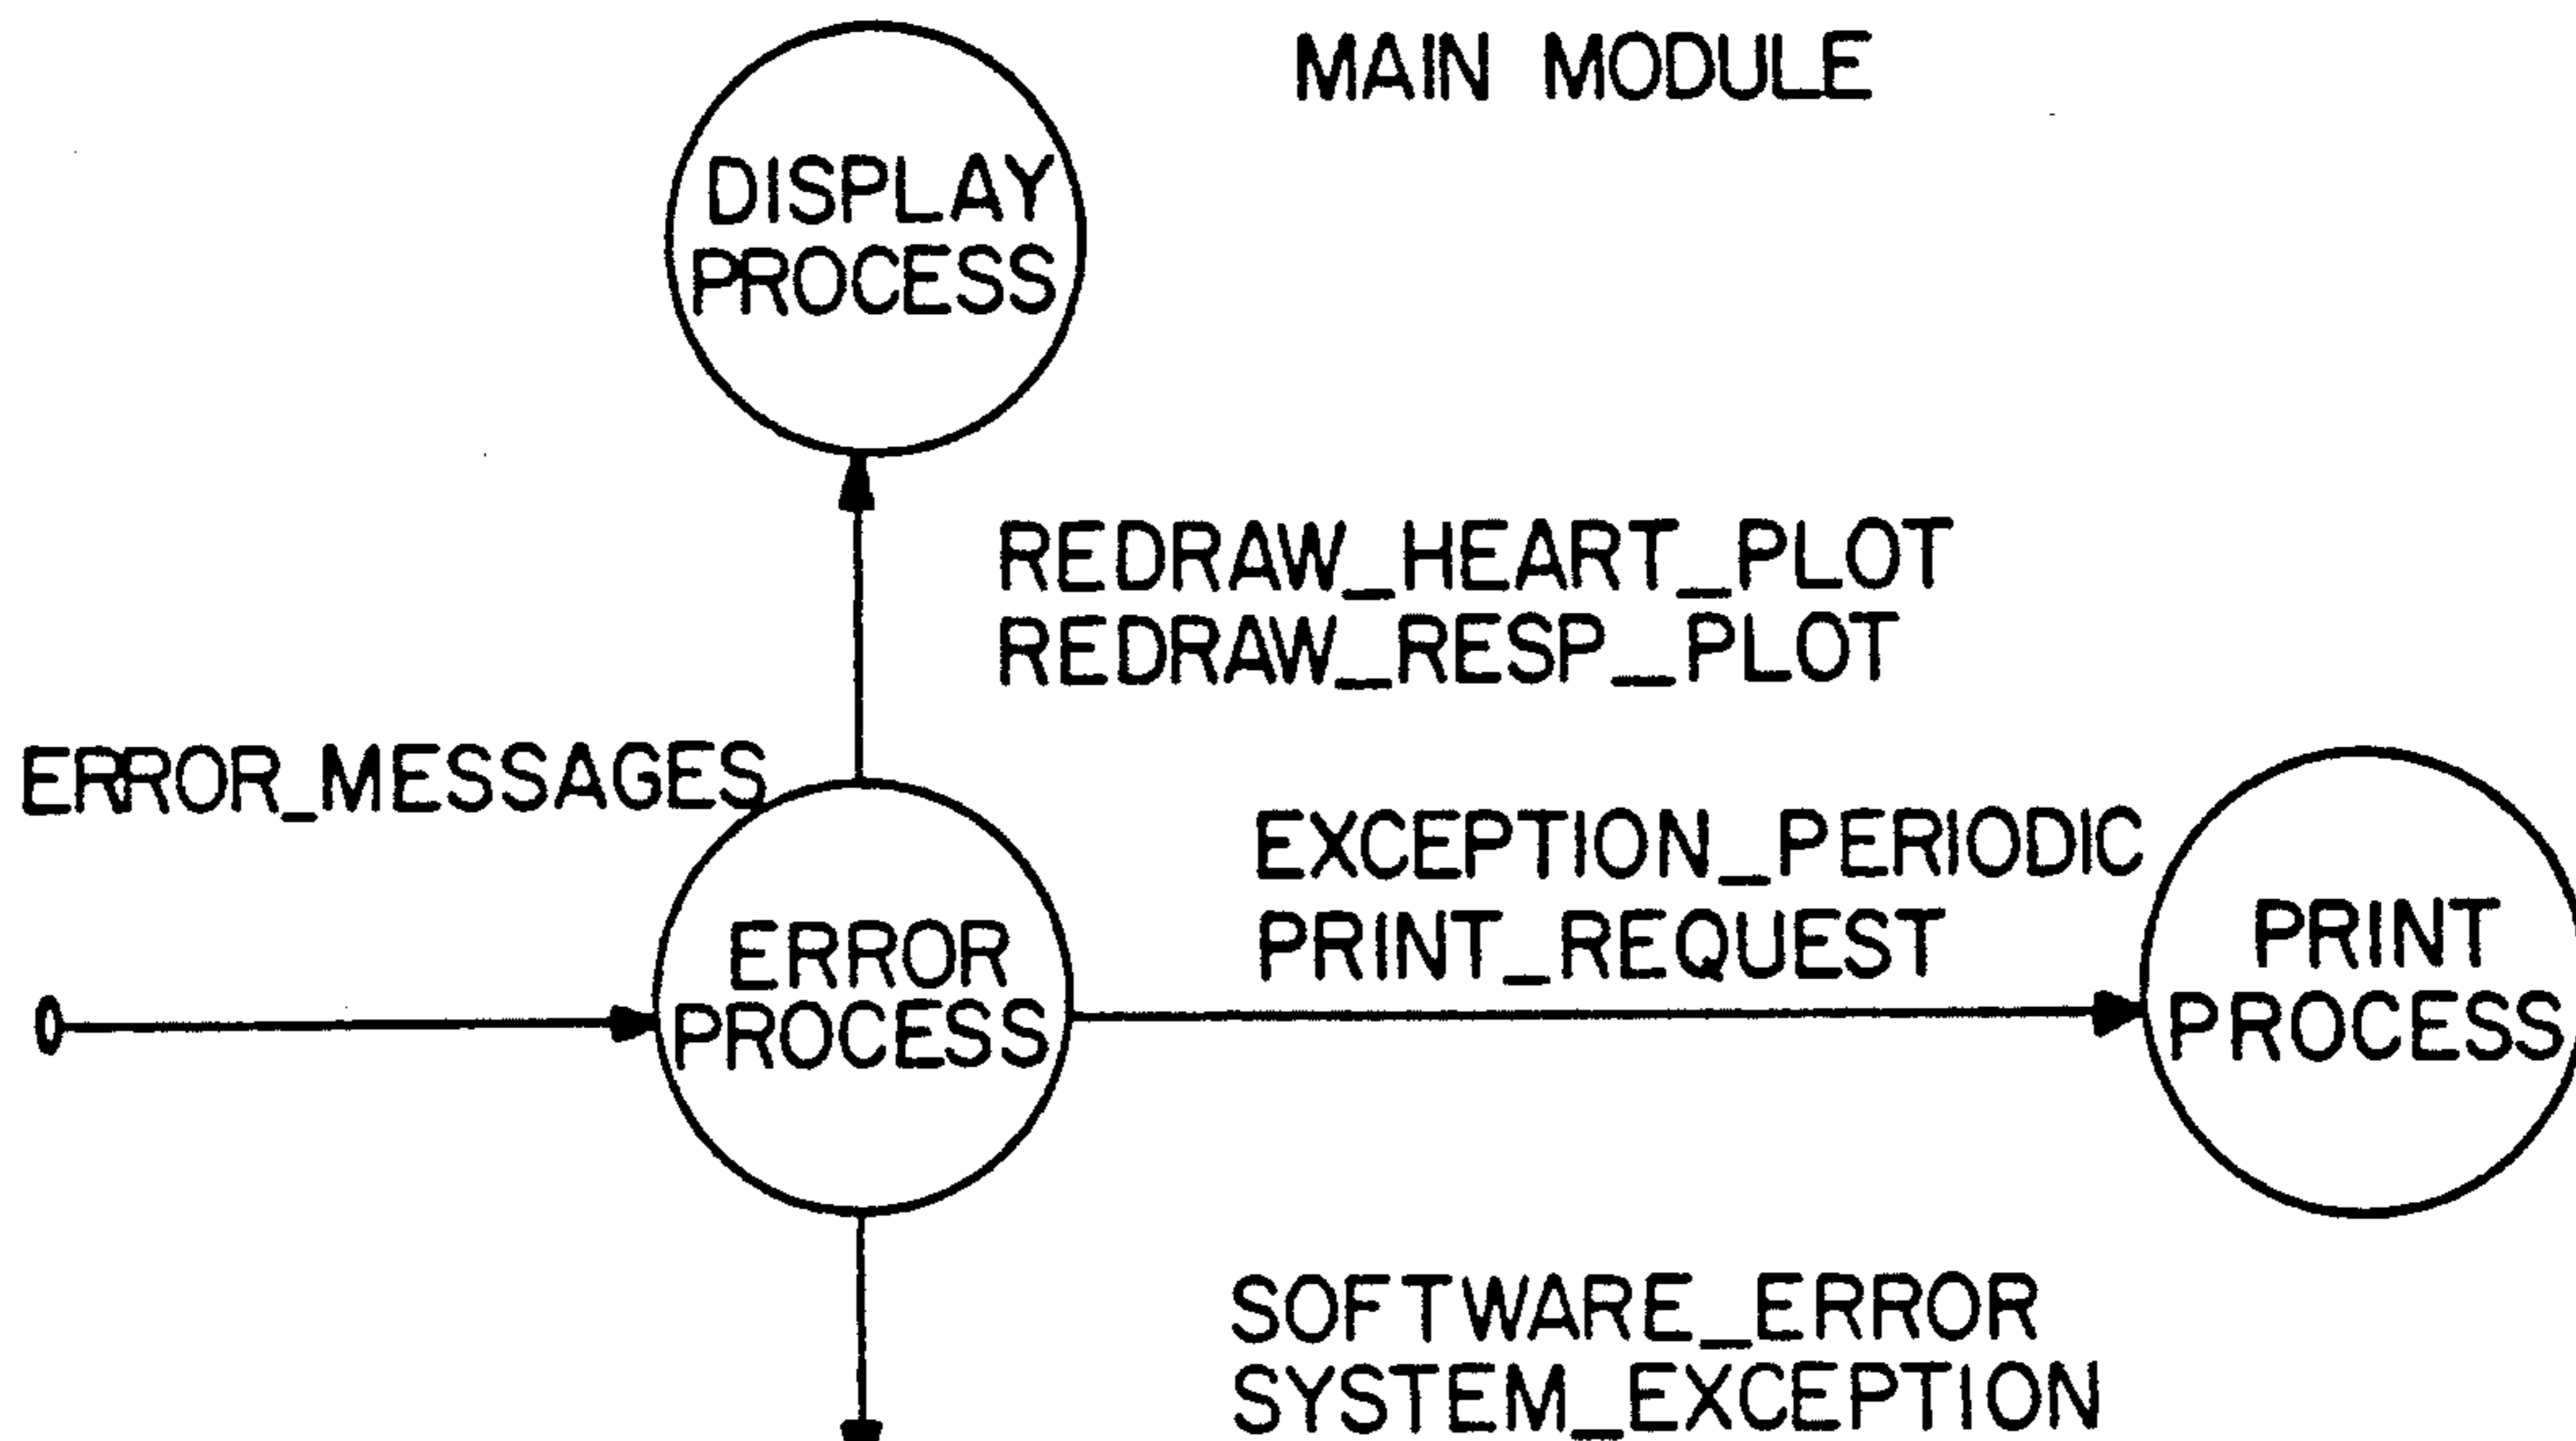 MAIN MODULE
DISPLAY
PROCESS
REDRAW_HEART_PLOT
REDRAW_RESP_PLOT
ERROR_MESSAGES
EXCEPTION_PERIODIC
PRINT_REQUEST
ERROR
PROCESS
PRINT
PROCESS
SOFTWARE_ERROR
SYSTEM_EXCEPTION